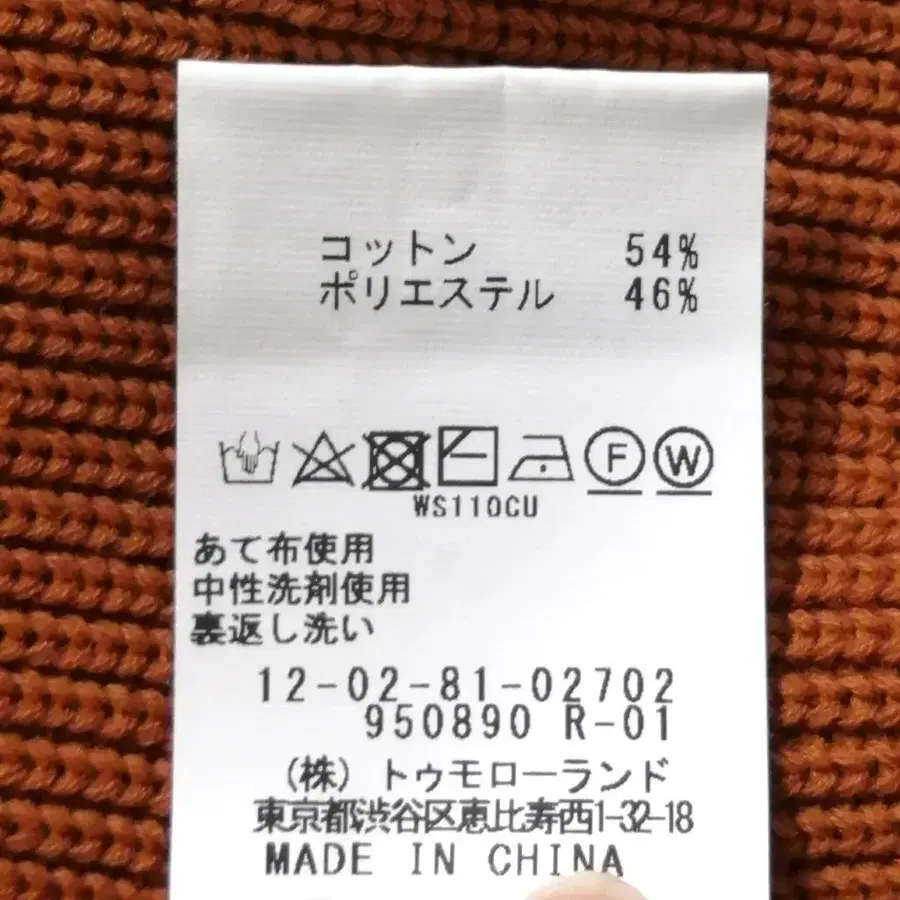 コットン 54%
ポリエステル 46%
F W
WS110CU
あて布使用
中性洗剤使用
裏返し洗い
12-02-81-02702
950890 R-01
(株) トゥモローランド
東京都渋谷区恵比寿西1-32-18
MADE IN CHINA